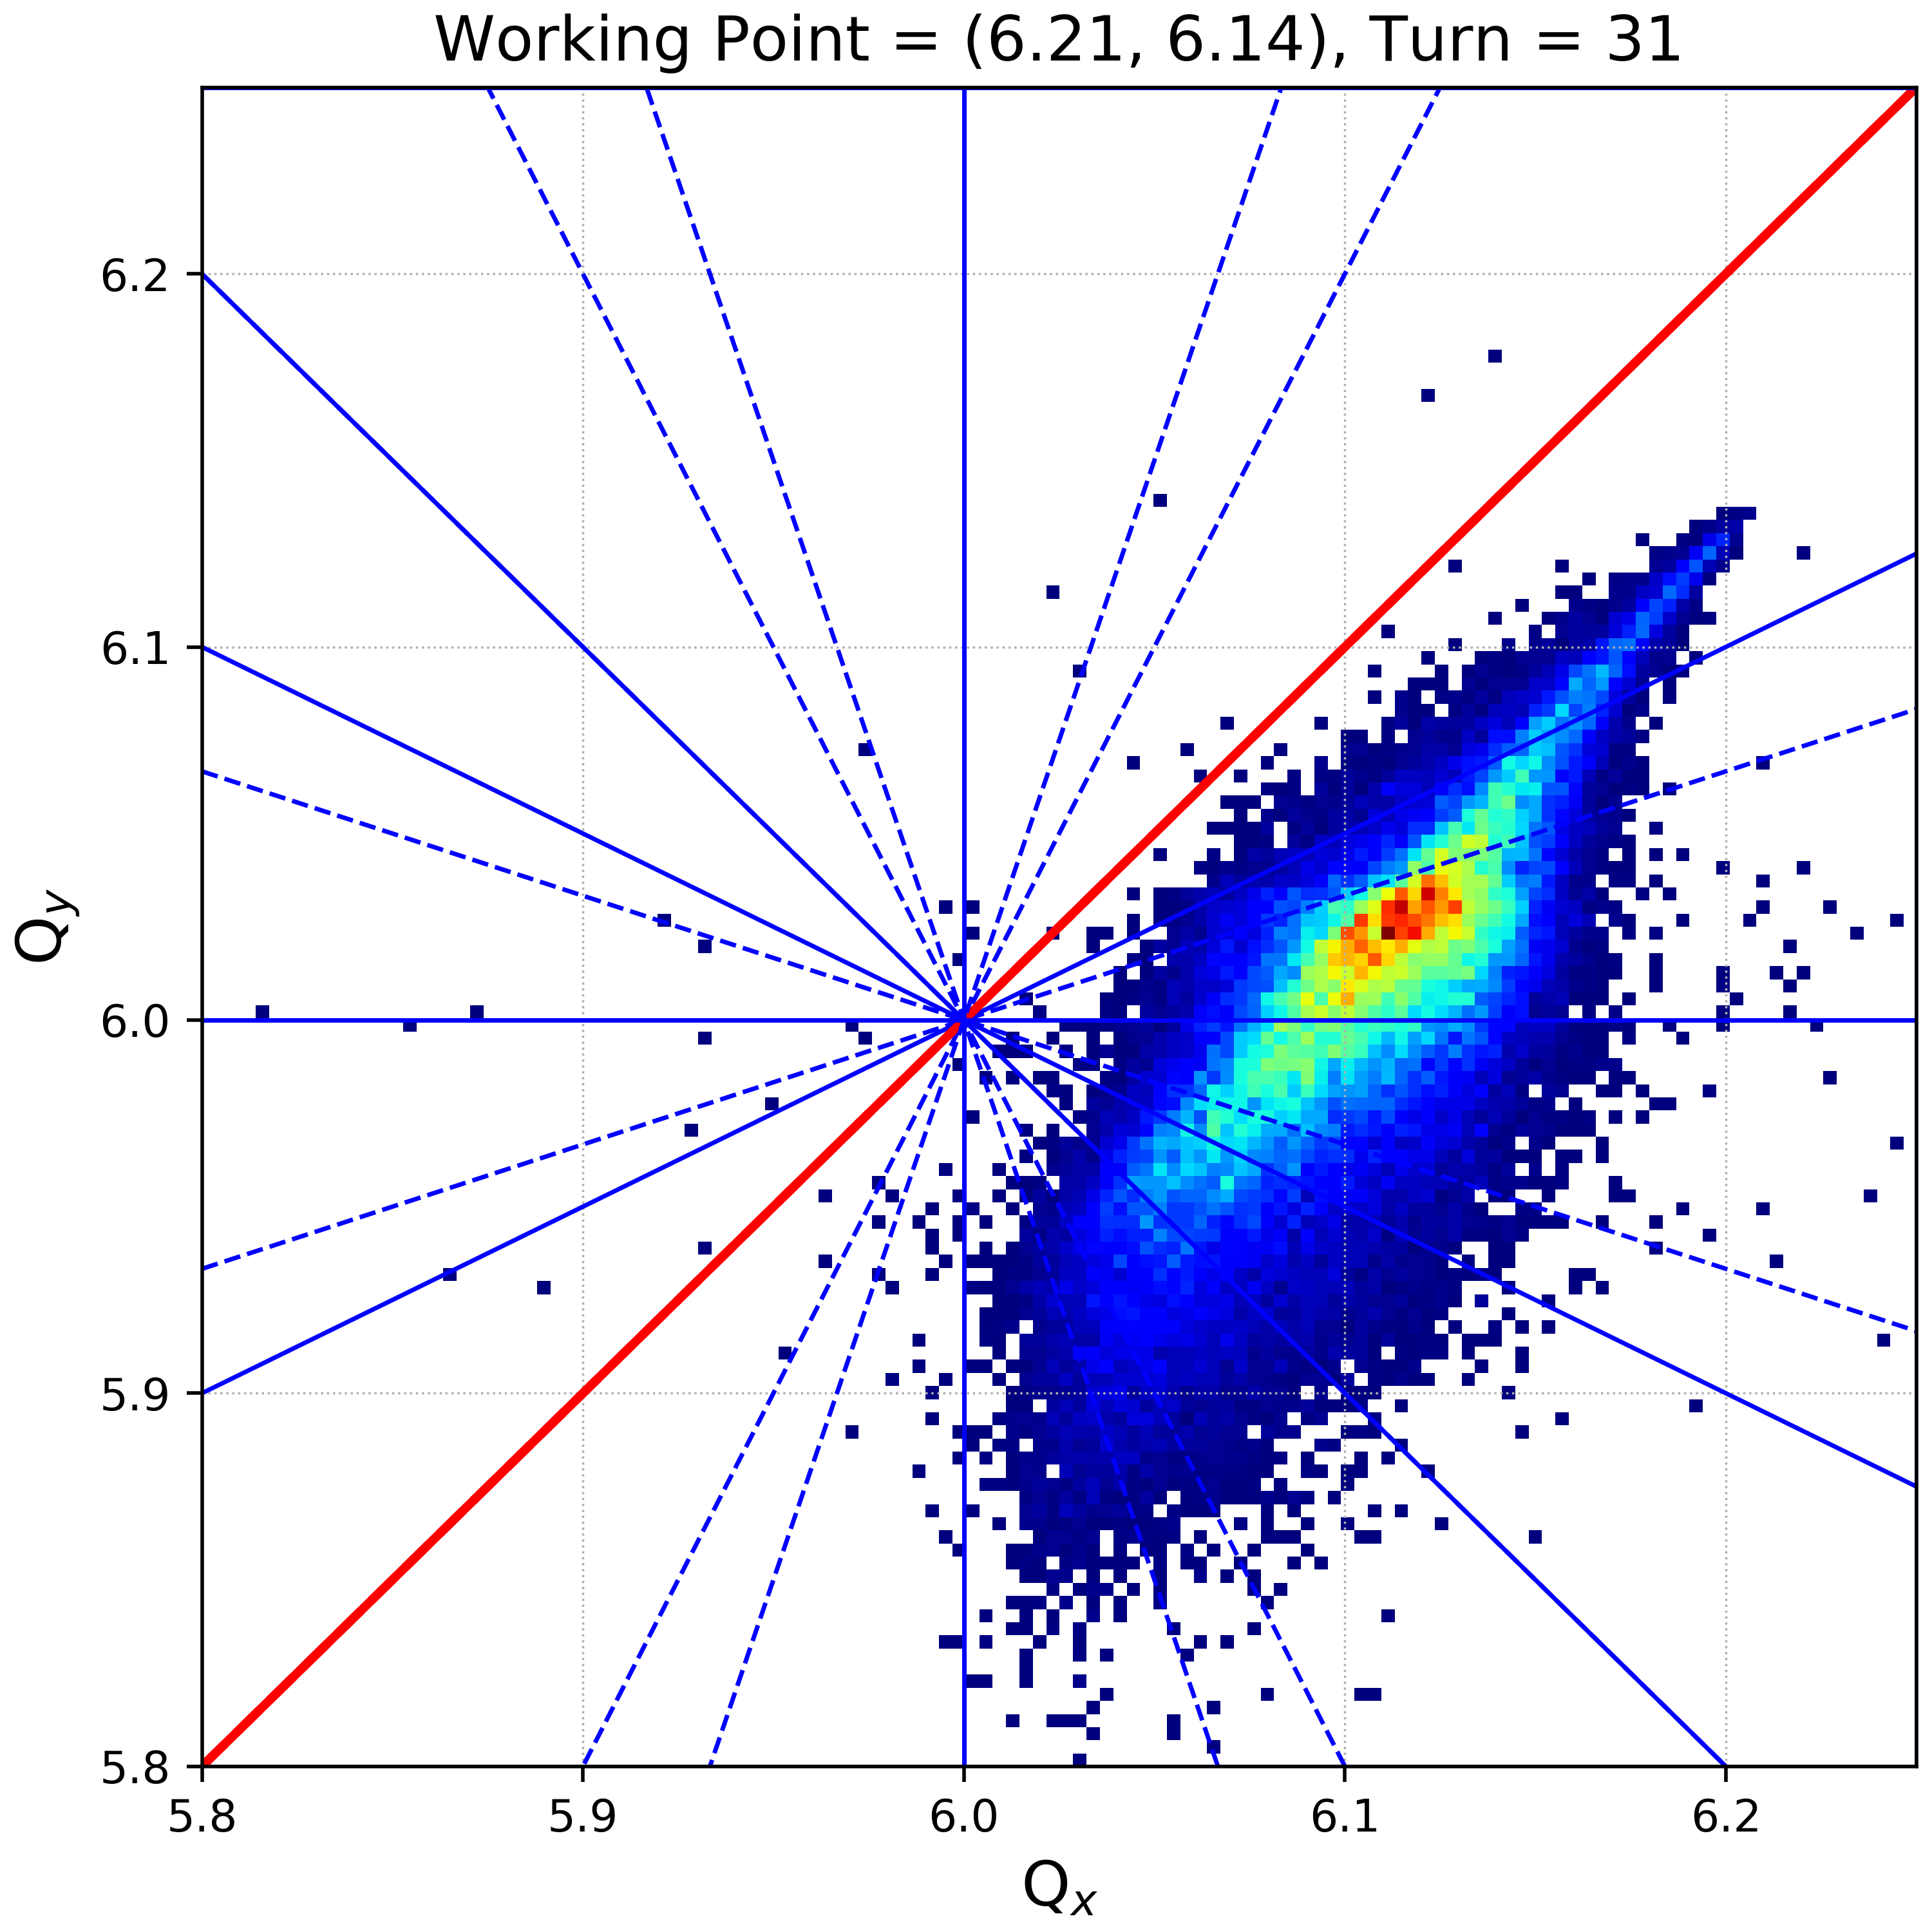 Working Point = (6.21, 6.14), Turn = 31
6.2
6.1
Qy
6.0
5.9
5.8
5.8 5.9 6.0 6.1 6.2
Qx